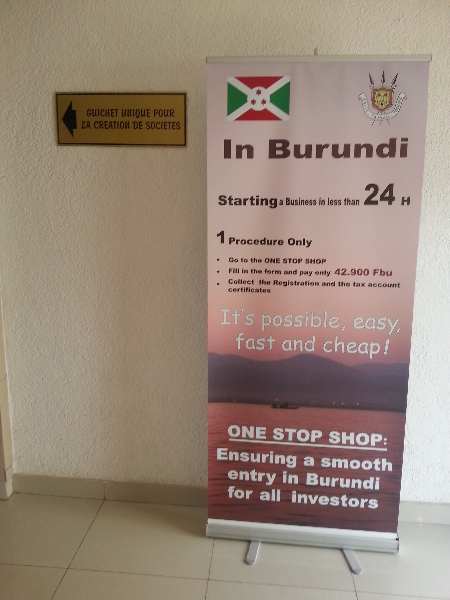 GUICHET UNIQUE POUR
LA CREATION DE SOCIETES
In Burundi
Starting a Business in less than 24 H
1 Procedure Only
• Go to the ONE STOP SHOP
• Fill in the form and pay only 42.900 Fbu
• Collect the Registration and the tax account
certificates
It's possible, easy,
fast and cheap!
ONE STOP SHOP:
Ensuring a smooth
entry in Burundi
for all investors